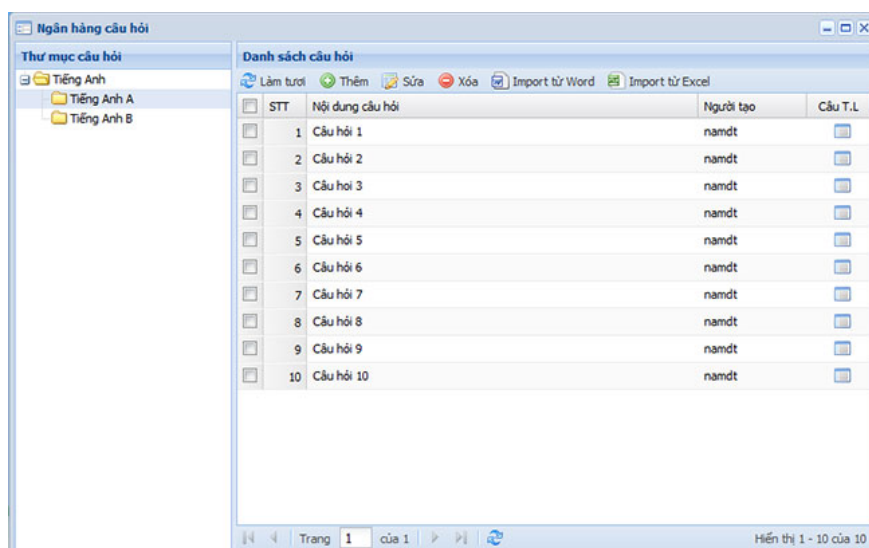 Ngân hàng câu hỏi
Thư mục câu hỏi
Danh sách câu hỏi
Tiếng Anh
Tiếng Anh A
Tiếng Anh B
Làm tươi Thêm Sửa Xóa Import từ Word Import từ Excel
STT Nội dung câu hỏi Người tạo Câu T.L
1 Câu hỏi 1 namdt
2 Câu hỏi 2 namdt
3 Câu hoi 3 namdt
4 Câu hỏi 4 namdt
5 Câu hỏi 5 namdt
6 Câu hỏi 6 namdt
7 Câu hỏi 7 namdt
8 Câu hỏi 8 namdt
9 Câu hỏi 9 namdt
10 Câu hỏi 10 namdt
Trang 1 của 1 Hiển thị 1 - 10 của 10